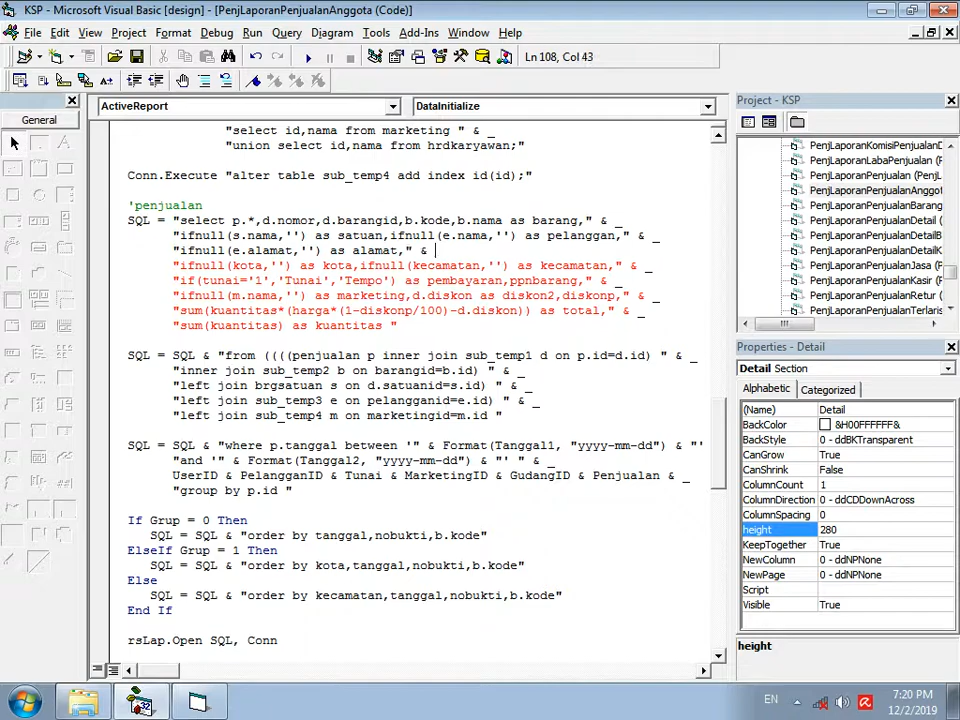 KSP - Microsoft Visual Basic [design] - [PenjLaporanPenjualanAnggota (Code)]
File Edit View Project Format Debug Run Query Diagram Tools Add-Ins Window Help
Ln 108, Col 43
General
ActiveReport
DataInitialize
"select id,nama from marketing " & _
"union select id,nama from hrdkaryawan;"
Conn.Execute "alter table sub_temp4 add index id(id);"
'penjualan
SQL = "select p.*,d.nomor,d.barangid,b.kode,b.nama as barang," & _
"ifnull(s.nama,'') as satuan,ifnull(e.nama,'') as pelanggan," & _
"ifnull(e.alamat,'') as alamat," &
"ifnull(kota,'') as kota,ifnull(kecamatan,'') as kecamatan," & _
"if(tunai='1','Tunai','Tempo') as pembayaran,ppnbarang," & _
"ifnull(m.nama,'') as marketing,d.diskon as diskon2,diskonp," & _
"sum(kuantitas*(harga*(1-diskonp/100)-d.diskon)) as total," & _
"sum(kuantitas) as kuantitas "
SQL = SQL & "from ((((penjualan p inner join sub_temp1 d on p.id=d.id) " & _
"inner join sub_temp2 b on barangid=b.id) " & _
"left join brgsatuan s on d.satuanid=s.id) " & _
"left join sub_temp3 e on pelangganid=e.id) " & _
"left join sub_temp4 m on marketingid=m.id "
SQL = SQL & "where p.tanggal between '" & Format(Tanggal1, "yyyy-mm-dd") & "'
"and '" & Format(Tanggal2, "yyyy-mm-dd") & "' " & _
UserID & PelangganID & Tunai & MarketingID & GudangID & Penjualan & _
"group by p.id "
If Grup = 0 Then
SQL = SQL & "order by tanggal,nobukti,b.kode"
ElseIf Grup = 1 Then
SQL = SQL & "order by kota,tanggal,nobukti,b.kode"
Else
SQL = SQL & "order by kecamatan,tanggal,nobukti,b.kode"
End If
rsLap.Open SQL, Conn
Project - KSP
PenjLaporanKomisiPenjualanD
PenjLaporanLabaPenjualan (P
PenjLaporanPenjualan (PenjL
PenjLaporanPenjualanAnggot
PenjLaporanPenjualanBarang
PenjLaporanPenjualanDetail (
PenjLaporanPenjualanDetailB
PenjLaporanPenjualanJasa (P
PenjLaporanPenjualanKasir (P
PenjLaporanPenjualanRetur (
PenjLaporanPenjualanTerlaris
Properties - Detail
Detail Section
Alphabetic Categorized
(Name) Detail
BackColor &H00FFFFFF&
BackStyle 0 - ddBKTransparent
CanGrow True
CanShrink False
ColumnCount 1
ColumnDirection 0 - ddCDDownAcross
ColumnSpacing 0
height 280
KeepTogether True
NewColumn 0 - ddNPNone
NewPage 0 - ddNPNone
Script
Visible True
height
EN
7:20 PM
12/2/2019